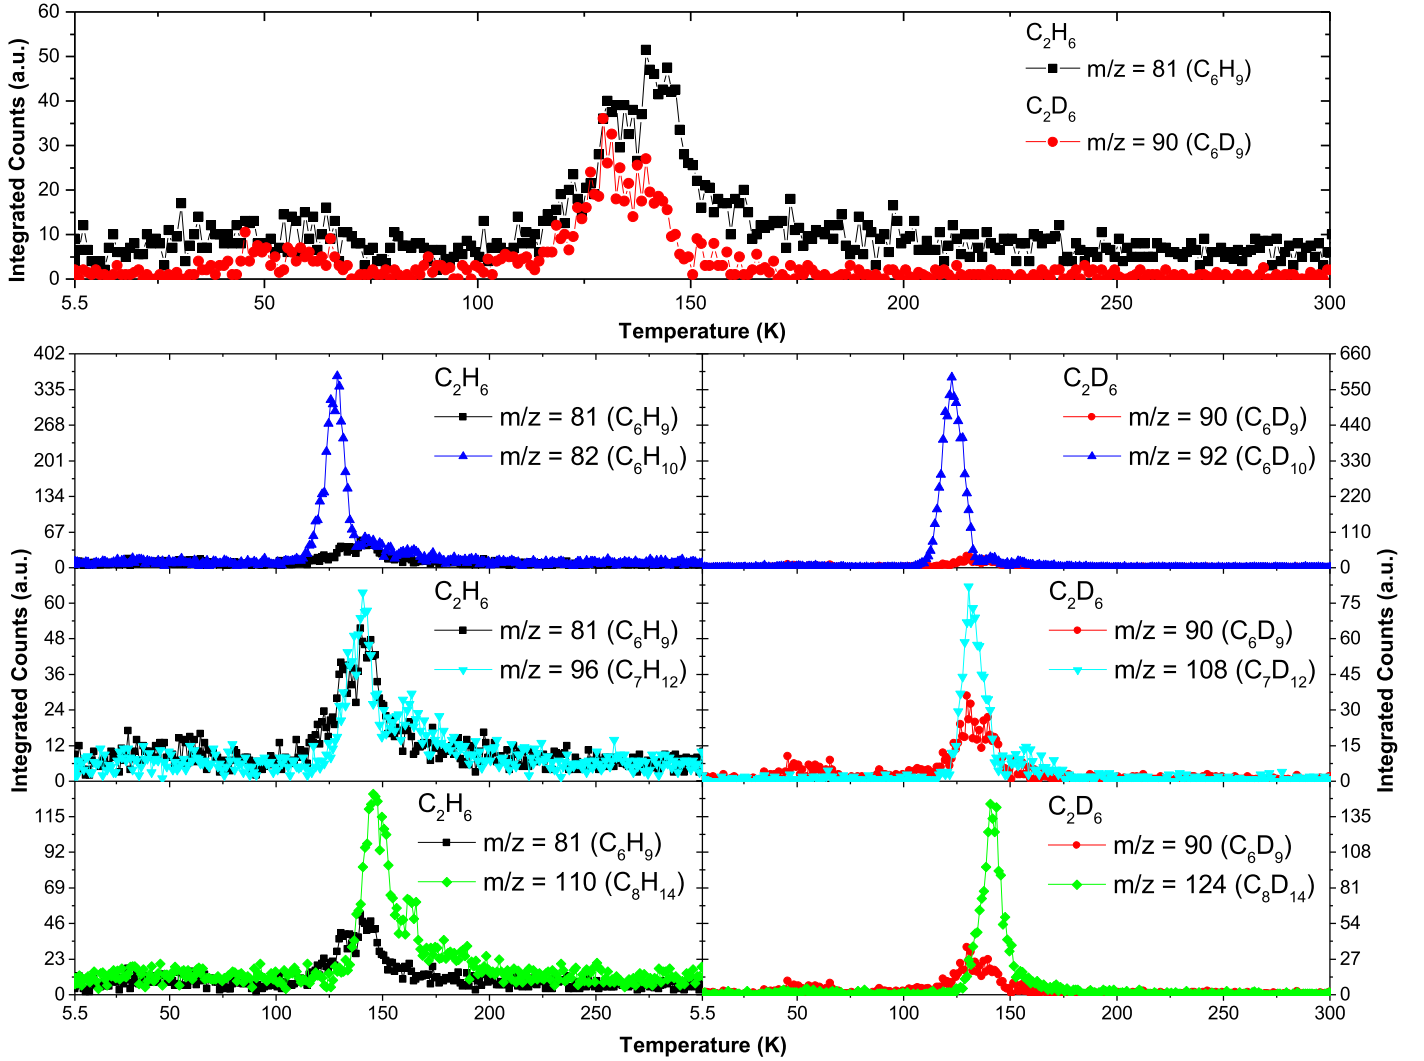 60
50
40
30
20
10
0
Integrated Counts (a.u.)
C₂H₆
m/z = 81 (C₆H₉)
C₂D₆
m/z = 90 (C₆D₉)
5.5 50 100 150 200 250 300
Temperature (K)
402
335
268
201
134
67
0
C₂H₆
m/z = 81 (C₆H₉)
m/z = 82 (C₆H₁₀)
C₂D₆
m/z = 90 (C₆D₉)
m/z = 92 (C₆D₁₀)
660
550
440
330
220
110
0
60
48
36
24
12
0
Integrated Counts (a.u.)
C₂H₆
m/z = 81 (C₆H₉)
m/z = 96 (C₇H₁₂)
C₂D₆
m/z = 90 (C₆D₉)
m/z = 108 (C₇D₁₂)
75
60
45
30
15
0
Integrated Counts (a.u.)
115
92
69
46
23
0
C₂H₆
m/z = 81 (C₆H₉)
m/z = 110 (C₈H₁₄)
C₂D₆
m/z = 90 (C₆D₉)
m/z = 124 (C₈D₁₄)
135
108
81
54
27
0
5.5 50 100 150 200 250 5.5 50 100 150 200 250 300
Temperature (K)